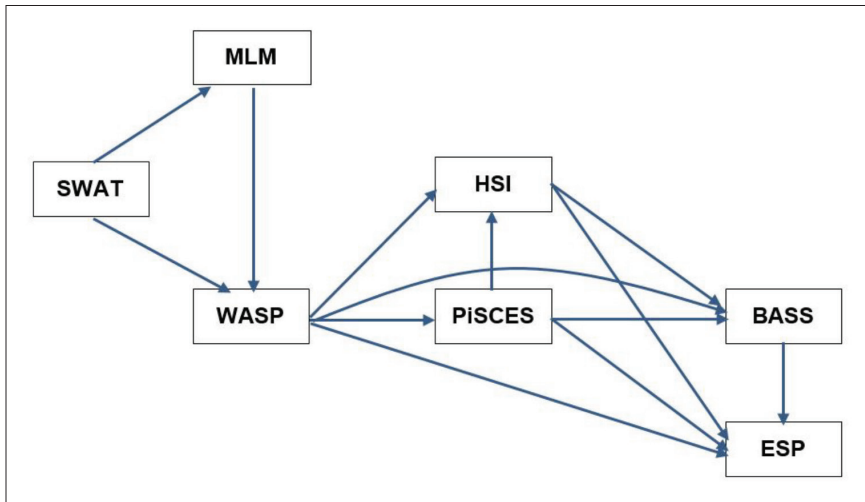 MLM
SWAT
HSI
WASP
PiSCES
BASS
ESP